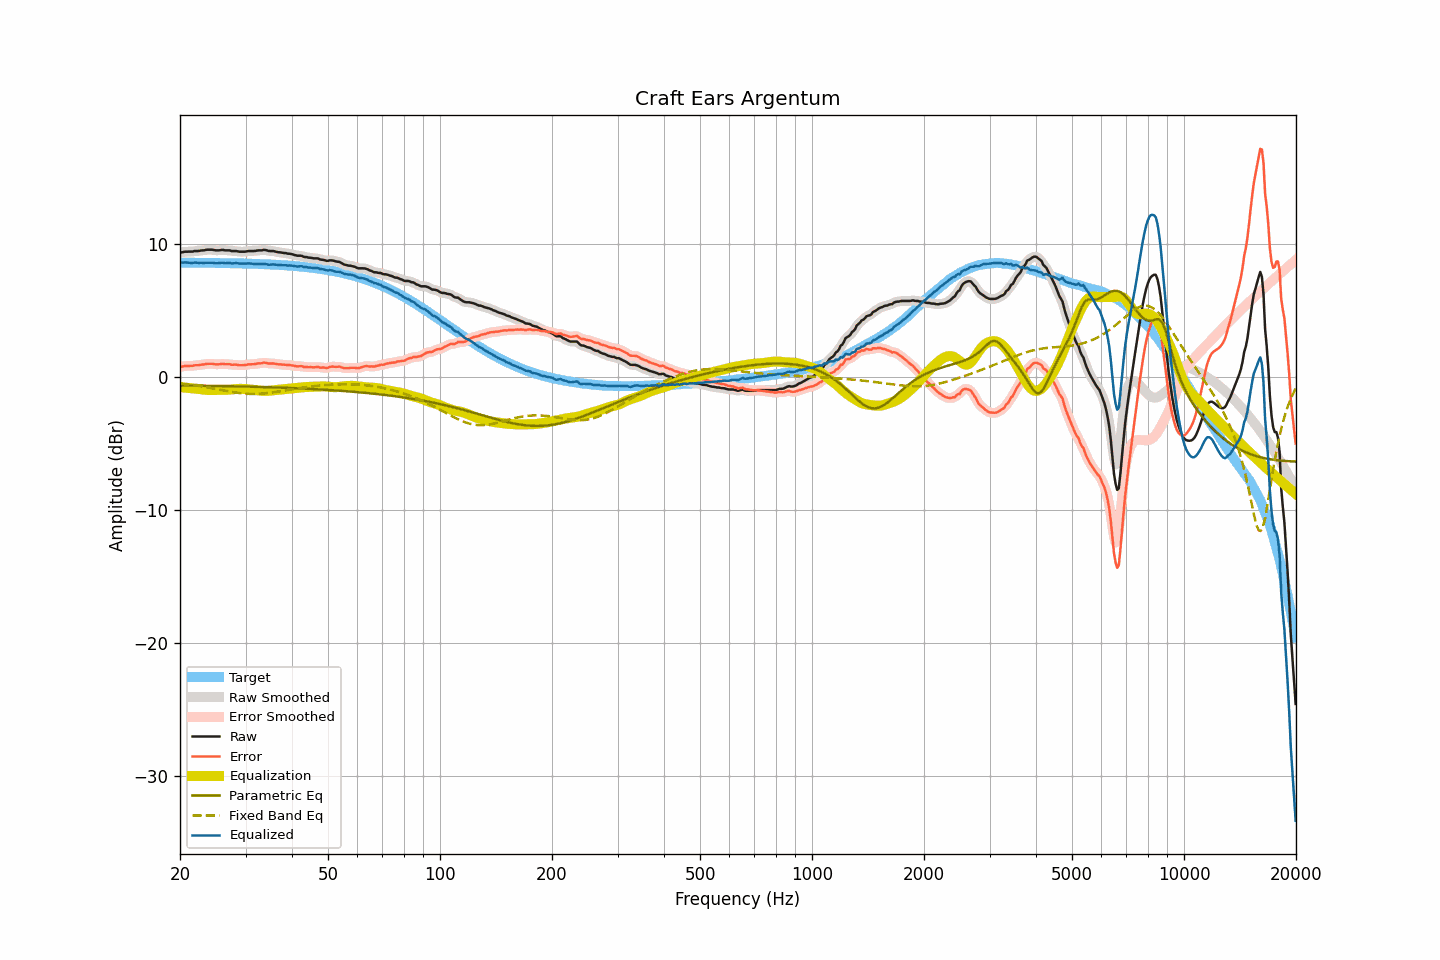 Craft Ears Argentum
Amplitude (dBr)
10
0
−10
−20
−30
Target
Raw Smoothed
Error Smoothed
Raw
Error
Equalization
Parametric Eq
Fixed Band Eq
Equalized
20 50 100 200 500 1000 2000 5000 10000 20000
Frequency (Hz)